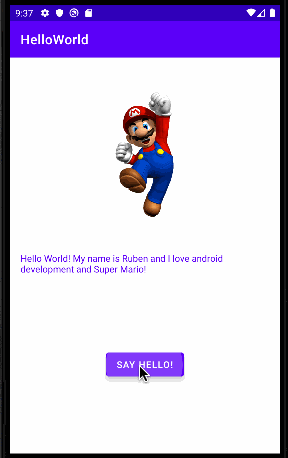 9:37
HelloWorld
M
Hello World! My name is Ruben and I love android
development and Super Mario!
SAY HELLO!